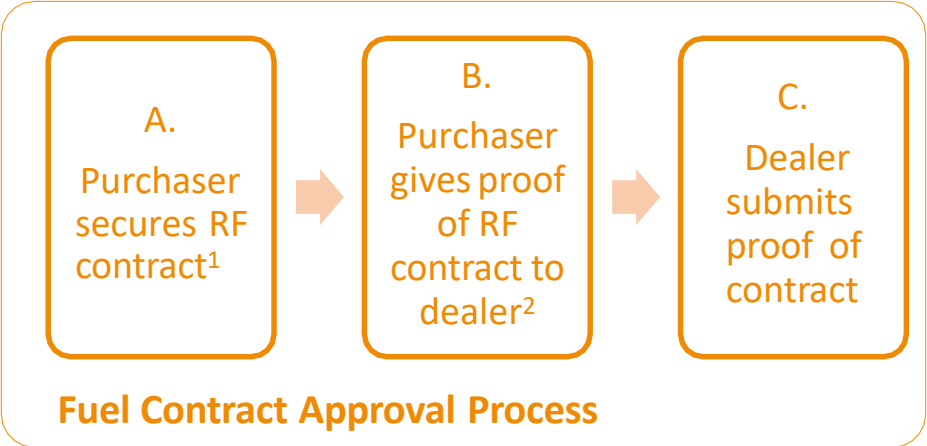 A.
Purchaser
secures RF
contract¹
B.
Purchaser
gives proof
of RF
contract to
dealer²
C.
Dealer
submits
proof of
contract
Fuel Contract Approval Process